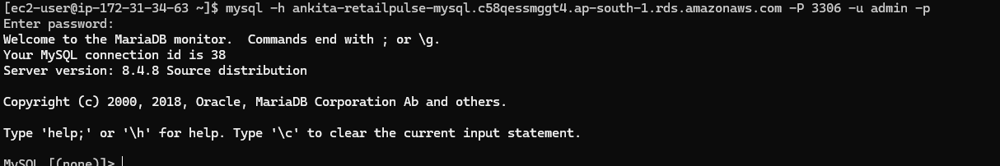 [ec2-user@ip-172-31-34-63 ~]$ mysql -h ankita-retailpulse-mysql.c58qessmggt4.ap-south-1.rds.amazonaws.com -P 3306 -u admin -p
Enter password:
Welcome to the MariaDB monitor.  Commands end with ; or \g.
Your MySQL connection id is 38
Server version: 8.4.8 Source distribution
Copyright (c) 2000, 2018, Oracle, MariaDB Corporation Ab and others.
Type 'help;' or '\h' for help. Type '\c' to clear the current input statement.
MySQL [(none)]>